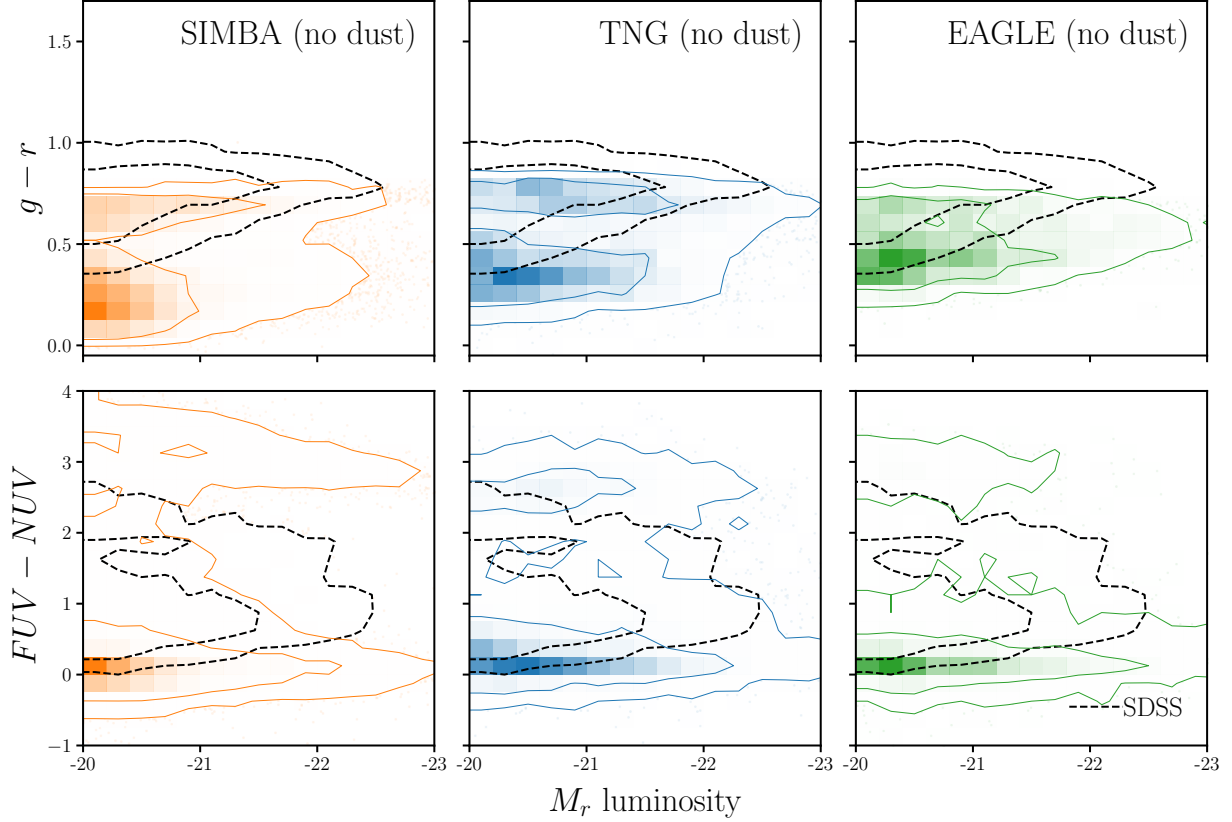 SIMBA (no dust)
TNG (no dust)
EAGLE (no dust)
1.5
1.0
0.5
0.0
g − r
4
3
2
1
0
−1
FUV − NUV
SDSS
-20 -21 -22 -23
-20 -21 -22 -23
-20 -21 -22 -23
M_r luminosity